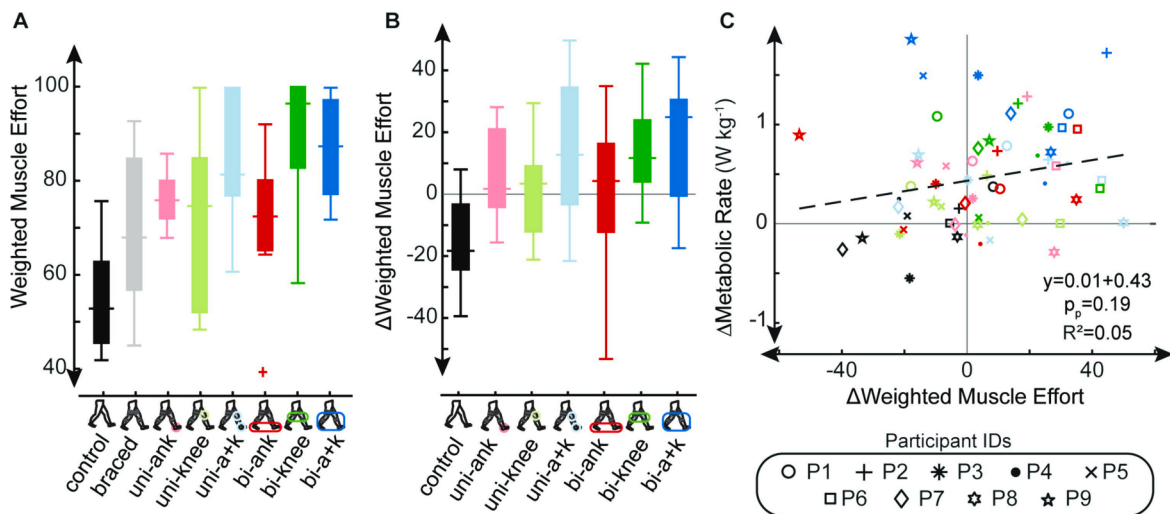 A
Weighted Muscle Effort
100
80
60
40
control
braced
uni-ank
uni-knee
uni-a+k
bi-ank
bi-knee
bi-a+k
B
ΔWeighted Muscle Effort
40
20
0
-20
-40
control
uni-ank
uni-knee
uni-a+k
bi-ank
bi-knee
bi-a+k
C
ΔMetabolic Rate (W kg⁻¹)
1
0
-1
y=0.01+0.43
pₚ=0.19
R²=0.05
-40
0
40
ΔWeighted Muscle Effort
Participant IDs
P1 P2 P3 P4 P5
P6 P7 P8 P9